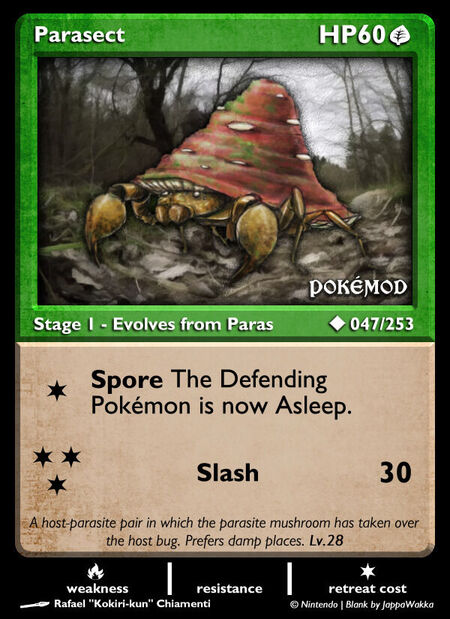 Parasect HP60
POKÉMOD
Stage 1 - Evolves from Paras 047/253
Spore The Defending
Pokémon is now Asleep.
Slash 30
A host-parasite pair in which the parasite mushroom has taken over
the host bug. Prefers damp places. Lv.28
weakness resistance retreat cost
Rafael "Kokiri-kun" Chiamenti © Nintendo | Blank by JappaWakka